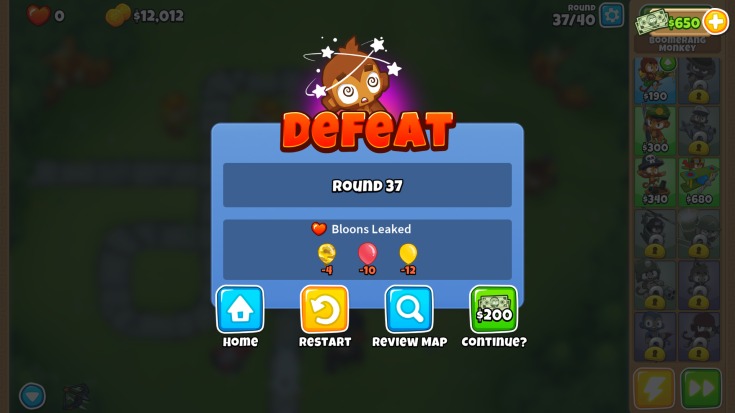 0
$12,012
ROUND
37/40
$650
BOOMERANG
MONKEY
$190
$300
$340
$680
DEFEAT
ROUND 37
Bloons Leaked
-4
-10
-12
$200
HOME
RESTART
REVIEW MAP
CONTINUE?